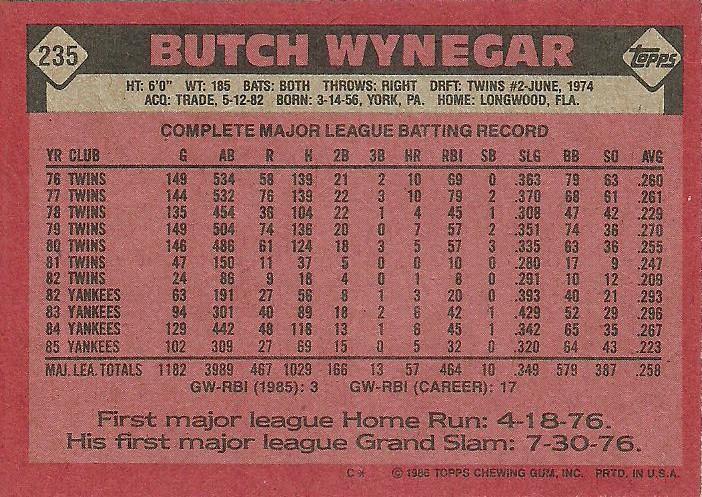 235 BUTCH WYNEGAR topps
HT: 6'0" WT: 185 BATS: BOTH THROWS: RIGHT DRFT: TWINS #2-JUNE, 1974
ACQ: TRADE, 5-12-82 BORN: 3-14-56, YORK, PA. HOME: LONGWOOD, FLA.
COMPLETE MAJOR LEAGUE BATTING RECORD
YR CLUB G AB R H 2B 3B HR RBI SB SLG BB SO AVG
76 TWINS 149 534 58 139 21 2 10 69 0 .363 79 63 .260
77 TWINS 144 532 76 139 22 3 10 79 2 .370 68 61 .261
78 TWINS 135 454 36 104 22 1 4 45 1 .308 47 42 .229
79 TWINS 149 504 74 136 20 0 7 57 2 .351 74 36 .270
80 TWINS 146 486 61 124 18 3 5 57 3 .335 63 36 .255
81 TWINS 47 150 11 37 5 0 0 10 0 .280 17 9 .247
82 TWINS 24 86 9 18 4 0 1 8 0 .291 10 12 .209
82 YANKEES 63 191 27 56 8 1 3 20 0 .393 40 21 .293
83 YANKEES 94 301 40 89 18 2 6 42 1 .429 52 29 .296
84 YANKEES 129 442 48 118 13 1 6 45 1 .342 65 35 .267
85 YANKEES 102 309 27 69 15 0 5 32 0 .320 64 43 .223
MAJ. LEA. TOTALS 1182 3989 467 1029 166 13 57 464 10 .349 579 387 .258
GW-RBI (1985): 3 GW-RBI (CAREER): 17
First major league Home Run: 4-18-76.
His first major league Grand Slam: 7-30-76.
C* © 1986 TOPPS CHEWING GUM, INC. PRTD. IN U.S.A.